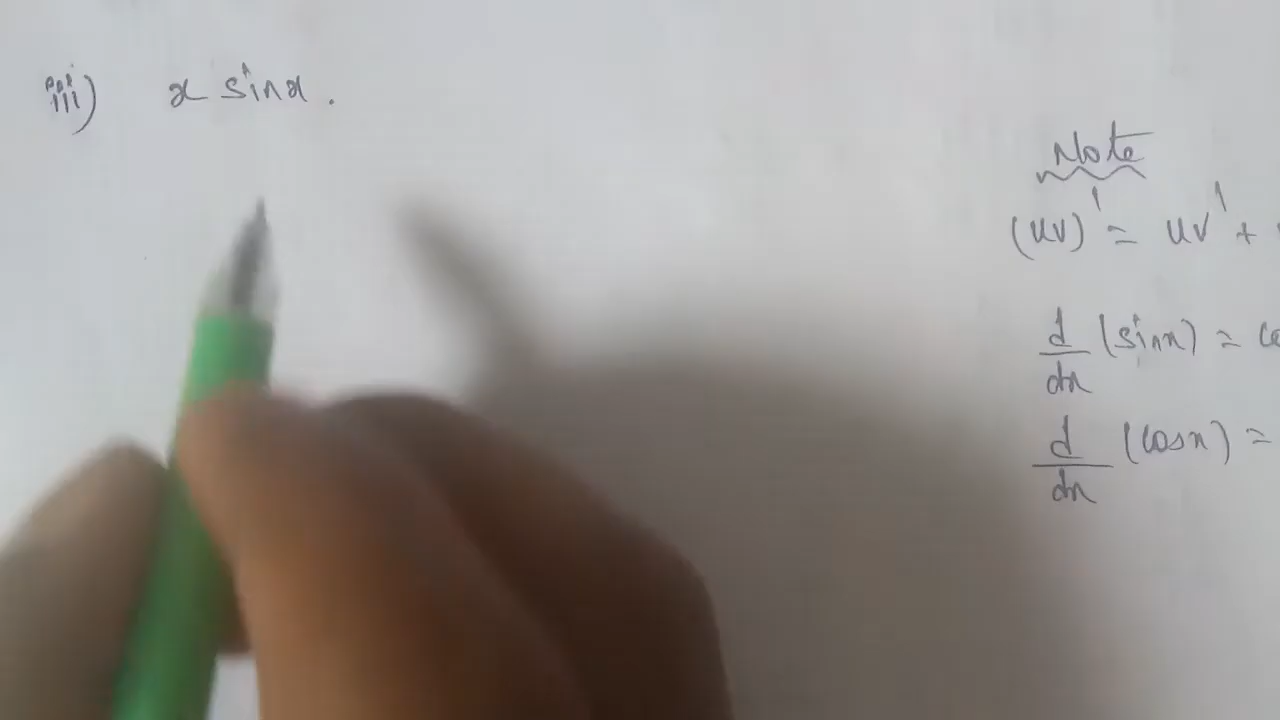 iii) x sinx.
Note
(uv)' = uv' +
d/dx (sinx) = co
d/dx (cosx) =